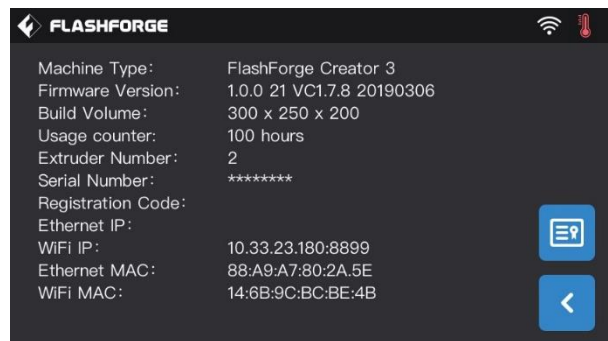 FLASHFORGE
Machine Type: FlashForge Creator 3
Firmware Version: 1.0.0 21 VC1.7.8 20190306
Build Volume: 300 x 250 x 200
Usage counter: 100 hours
Extruder Number: 2
Serial Number: ********
Registration Code:
Ethernet IP:
WiFi IP: 10.33.23.180:8899
Ethernet MAC: 88:A9:A7:80:2A.5E
WiFi MAC: 14:6B:9C:BC:BE:4B